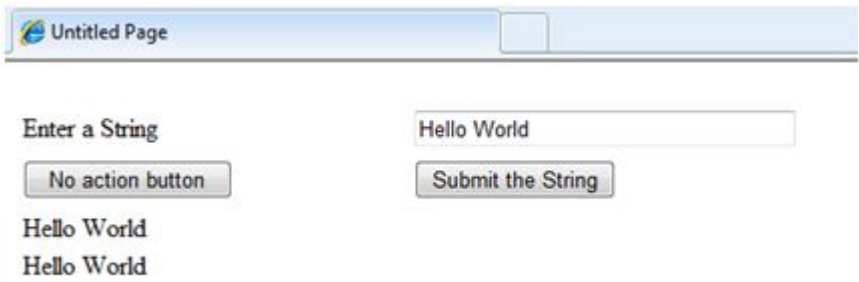 Untitled Page
Enter a String
Hello World
No action button
Submit the String
Hello World
Hello World